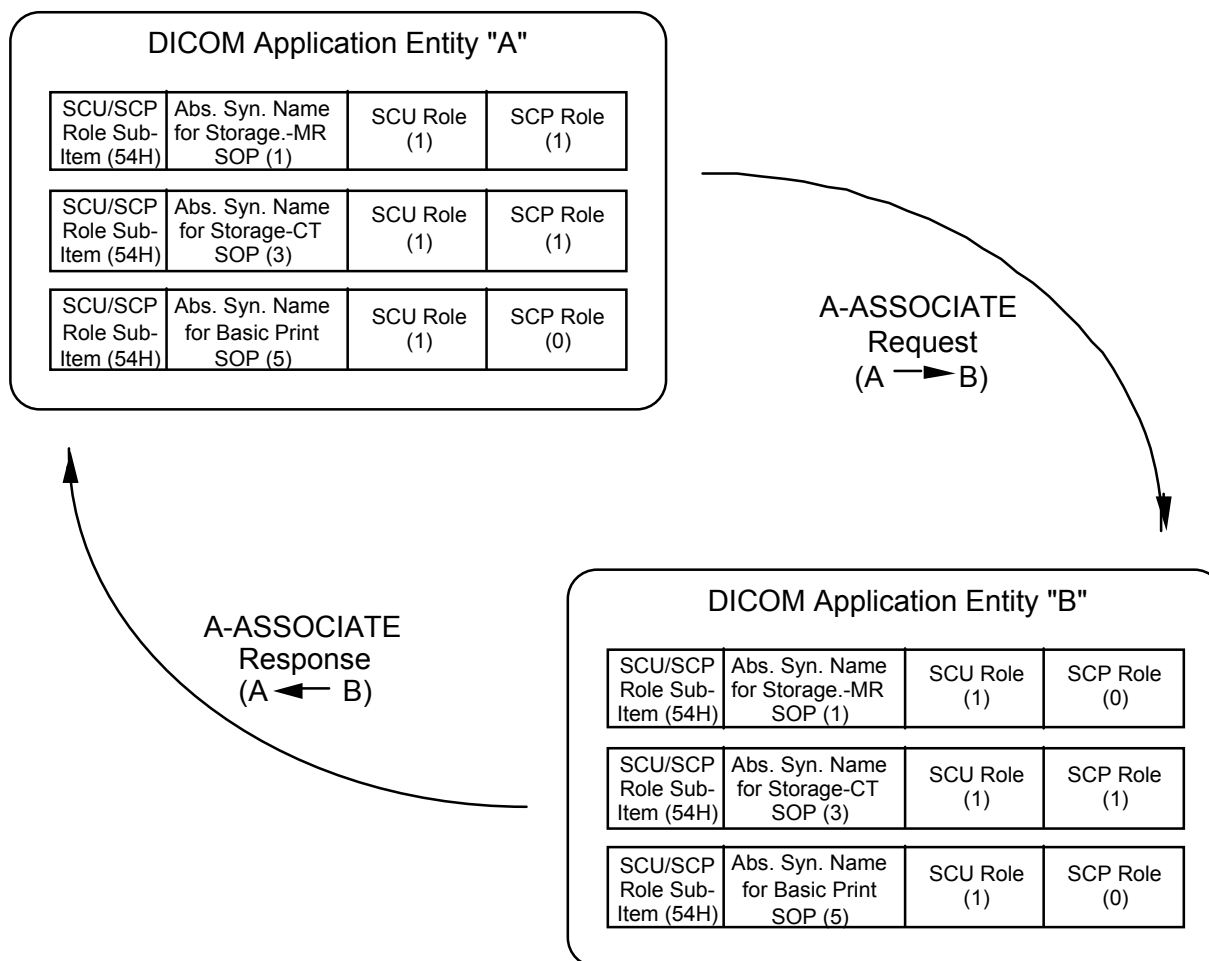 DICOM Application Entity "A"
SCU/SCP
Role Sub-
Item (54H)
Abs. Syn. Name
for Storage.-MR
SOP (1)
SCU Role
(1)
SCP Role
(1)
SCU/SCP
Role Sub-
Item (54H)
Abs. Syn. Name
for Storage-CT
SOP (3)
SCU Role
(1)
SCP Role
(1)
SCU/SCP
Role Sub-
Item (54H)
Abs. Syn. Name
for Basic Print
SOP (5)
SCU Role
(1)
SCP Role
(0)
A-ASSOCIATE
Request
(A B)
A-ASSOCIATE
Response
(A B)
DICOM Application Entity "B"
SCU/SCP
Role Sub-
Item (54H)
Abs. Syn. Name
for Storage.-MR
SOP (1)
SCU Role
(1)
SCP Role
(0)
SCU/SCP
Role Sub-
Item (54H)
Abs. Syn. Name
for Storage-CT
SOP (3)
SCU Role
(1)
SCP Role
(1)
SCU/SCP
Role Sub-
Item (54H)
Abs. Syn. Name
for Basic Print
SOP (5)
SCU Role
(1)
SCP Role
(0)